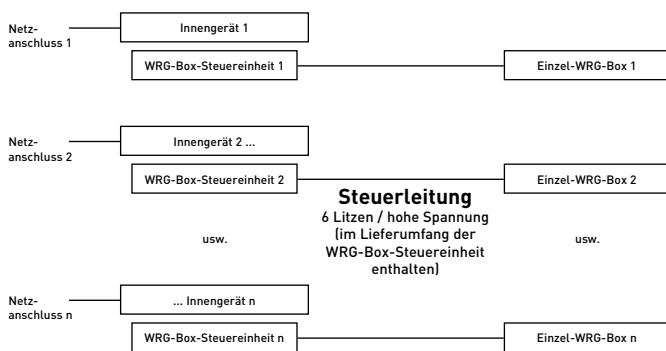 Netz-
anschluss 1
Innengerät 1
WRG-Box-Steuereinheit 1
Einzel-WRG-Box 1
Netz-
anschluss 2
Innengerät 2 ...
WRG-Box-Steuereinheit 2
Einzel-WRG-Box 2
Steuerleitung
6 Litzen / hohe Spannung
(im Lieferumfang der
WRG-Box-Steuereinheit
enthalten)
usw.
usw.
Netz-
anschluss n
... Innengerät n
WRG-Box-Steuereinheit n
Einzel-WRG-Box n